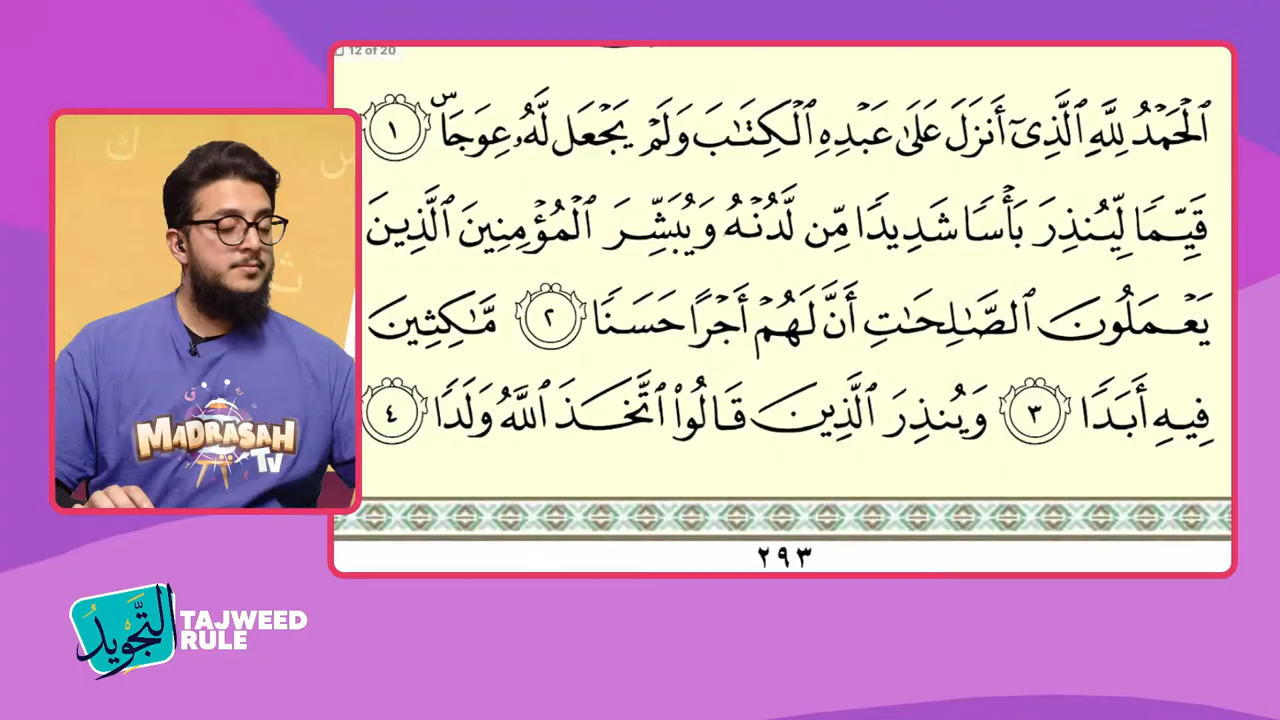 12 of 20
ٱلْحَمْدُ لِلَّهِ ٱلَّذِىٓ أَنزَلَ عَلَىٰ عَبْدِهِ ٱلْكِتَـٰبَ وَلَمْ يَجْعَل لَّهُۥ عِوَجَاۜ ١
قَيِّمًا لِّيُنذِرَ بَأْسًا شَدِيدًا مِّن لَّدُنْهُ وَيُبَشِّرَ ٱلْمُؤْمِنِينَ ٱلَّذِينَ
يَعْمَلُونَ ٱلصَّـٰلِحَـٰتِ أَنَّ لَهُمْ أَجْرًا حَسَنًا ٢ مَّـٰكِثِينَ
فِيهِ أَبَدًا ٣ وَيُنذِرَ ٱلَّذِينَ قَالُوا۟ ٱتَّخَذَ ٱللَّهُ وَلَدًا ٤
٢٩٣
MADRASAH
TV
التَّجْوِيدُ
TAJWEED
RULE